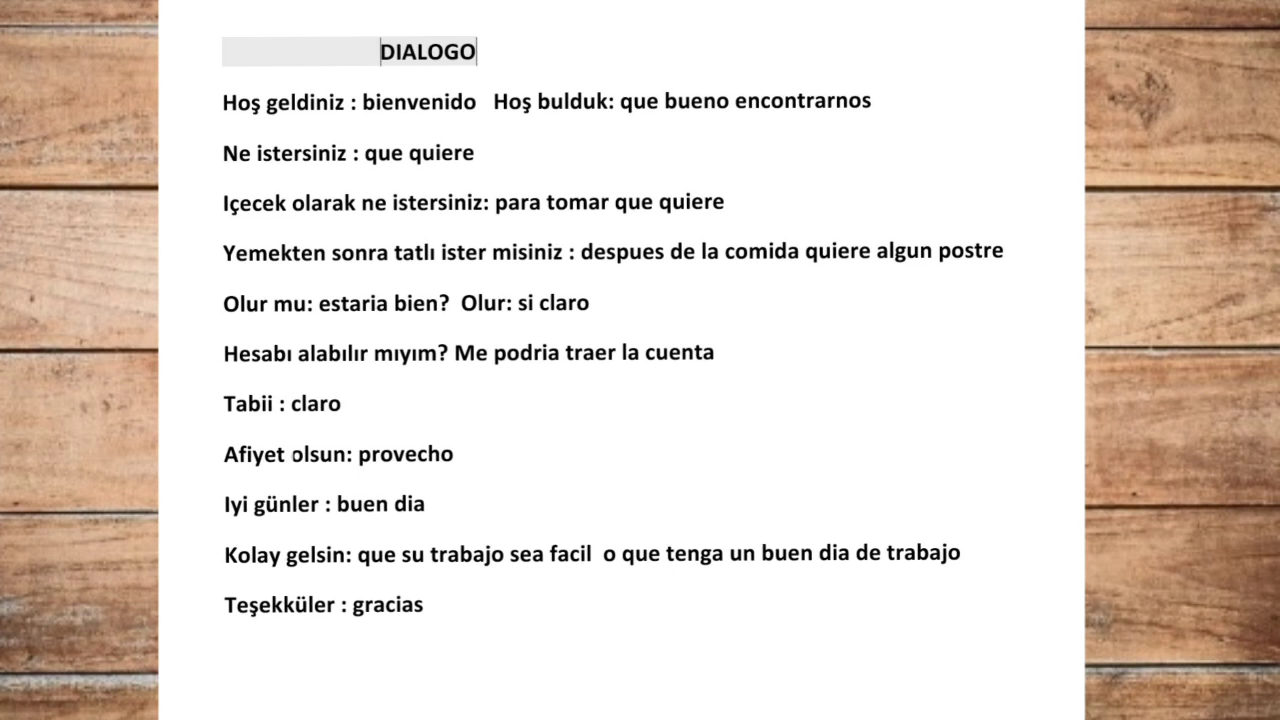 DIALOGO
Hoş geldiniz : bienvenido Hoş bulduk: que bueno encontrarnos
Ne istersiniz : que quiere
Içecek olarak ne istersiniz: para tomar que quiere
Yemekten sonra tatlı ister misiniz : despues de la comida quiere algun postre
Olur mu: estaria bien? Olur: si claro
Hesabı alabılır mıyım? Me podria traer la cuenta
Tabii : claro
Afiyet olsun: provecho
Iyi günler : buen dia
Kolay gelsin: que su trabajo sea facil o que tenga un buen dia de trabajo
Teşekküler : gracias